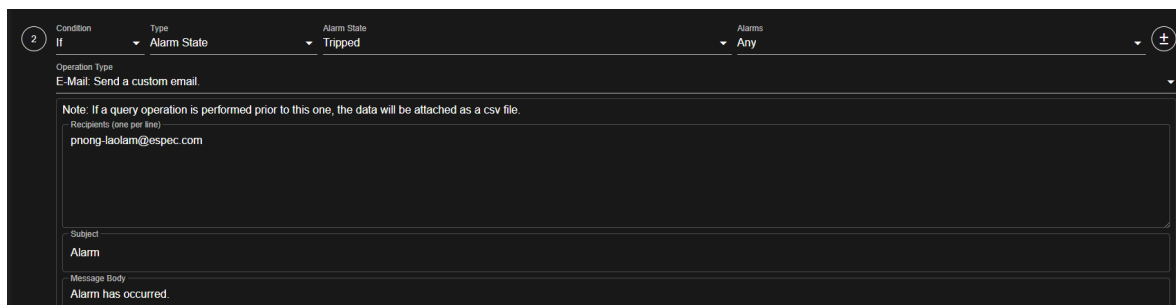 Condition Type Alarm State Alarms
2 If Alarm State Tripped Any ±
Operation Type
E-Mail: Send a custom email.
Note: If a query operation is performed prior to this one, the data will be attached as a csv file.
Recipients (one per line)
pnong-laolam@espec.com
Subject
Alarm
Message Body
Alarm has occurred.